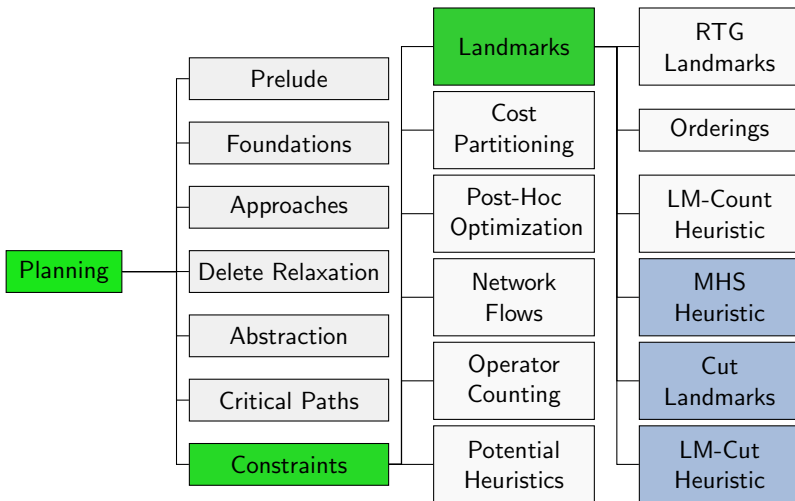 Planning
Prelude
Foundations
Approaches
Delete Relaxation
Abstraction
Critical Paths
Constraints
Landmarks
Cost
Partitioning
Post-Hoc
Optimization
Network
Flows
Operator
Counting
Potential
Heuristics
RTG
Landmarks
Orderings
LM-Count
Heuristic
MHS
Heuristic
Cut
Landmarks
LM-Cut
Heuristic